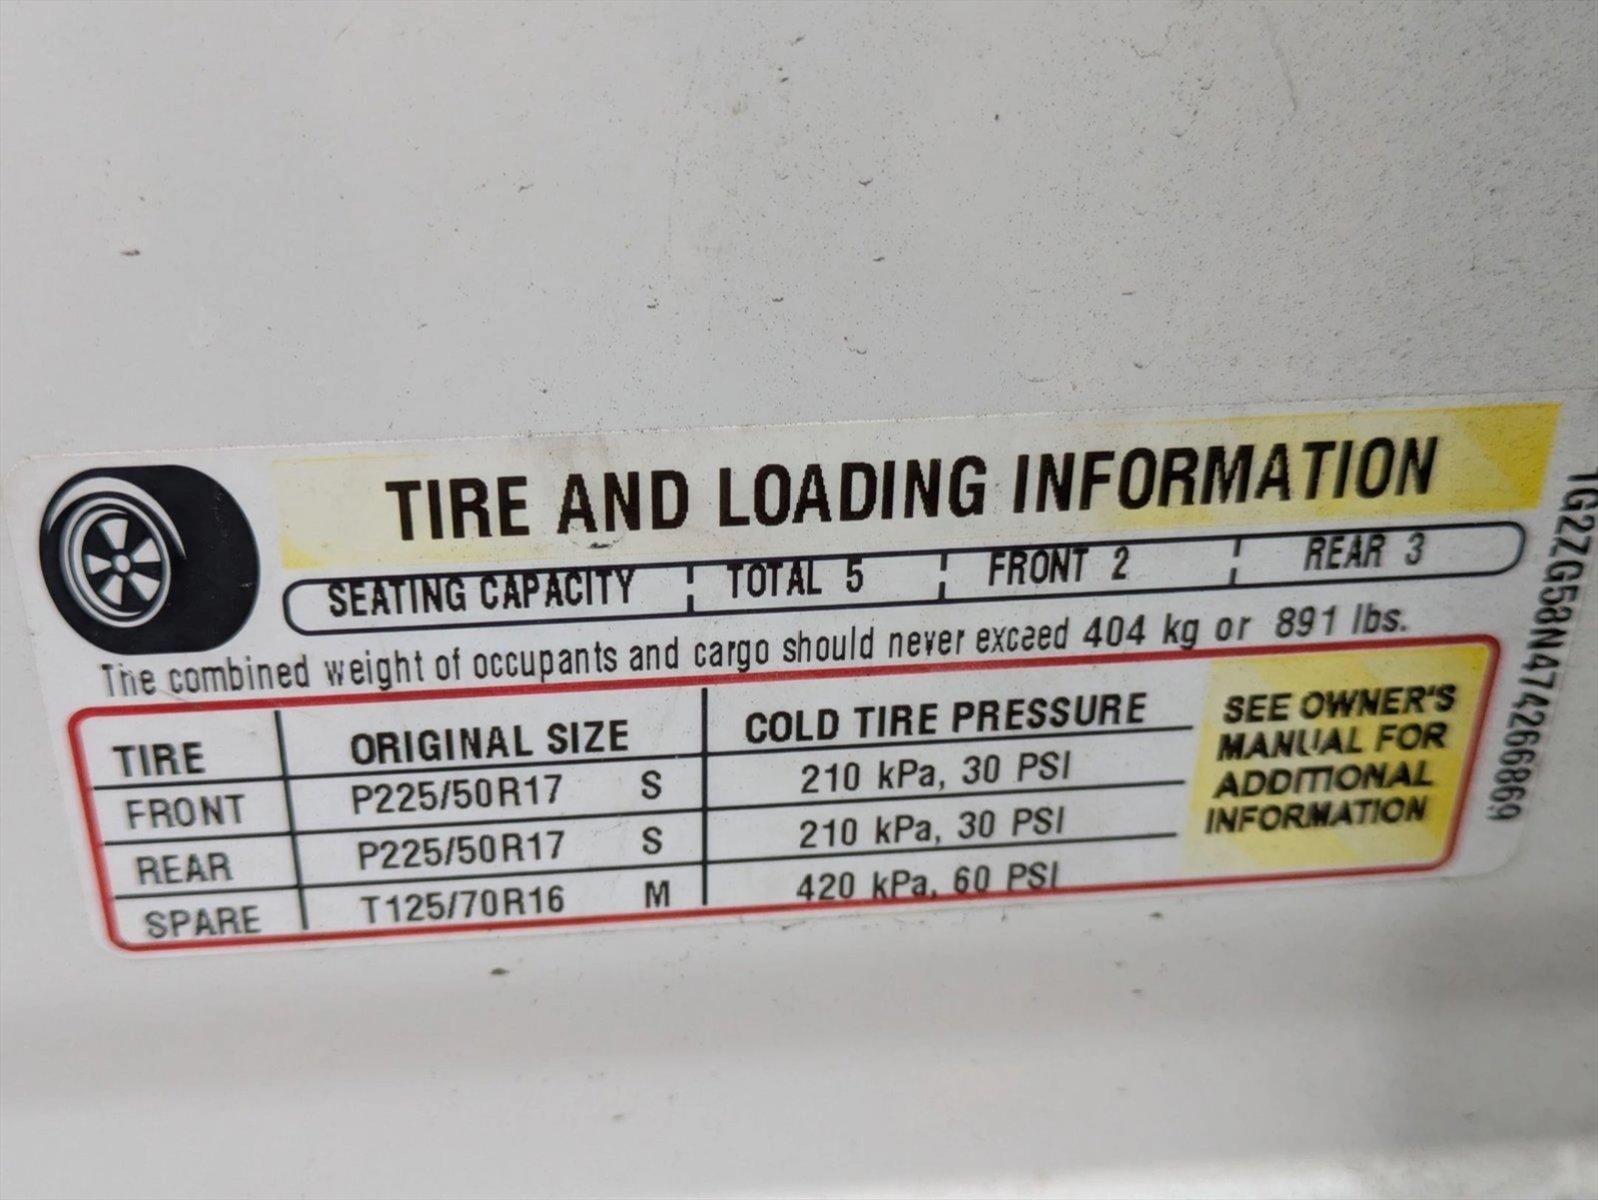 TIRE AND LOADING INFORMATION
SEATING CAPACITY TOTAL 5 FRONT 2 REAR 3
The combined weight of occupants and cargo should never exceed 404 kg or 891 lbs.
TIRE ORIGINAL SIZE COLD TIRE PRESSURE
FRONT P225/50R17 S 210 kPa, 30 PSI
REAR P225/50R17 S 210 kPa, 30 PSI
SPARE T125/70R16 M 420 kPa, 60 PSI
SEE OWNER'S
MANUAL FOR
ADDITIONAL
INFORMATION
1G2ZG58N474266869